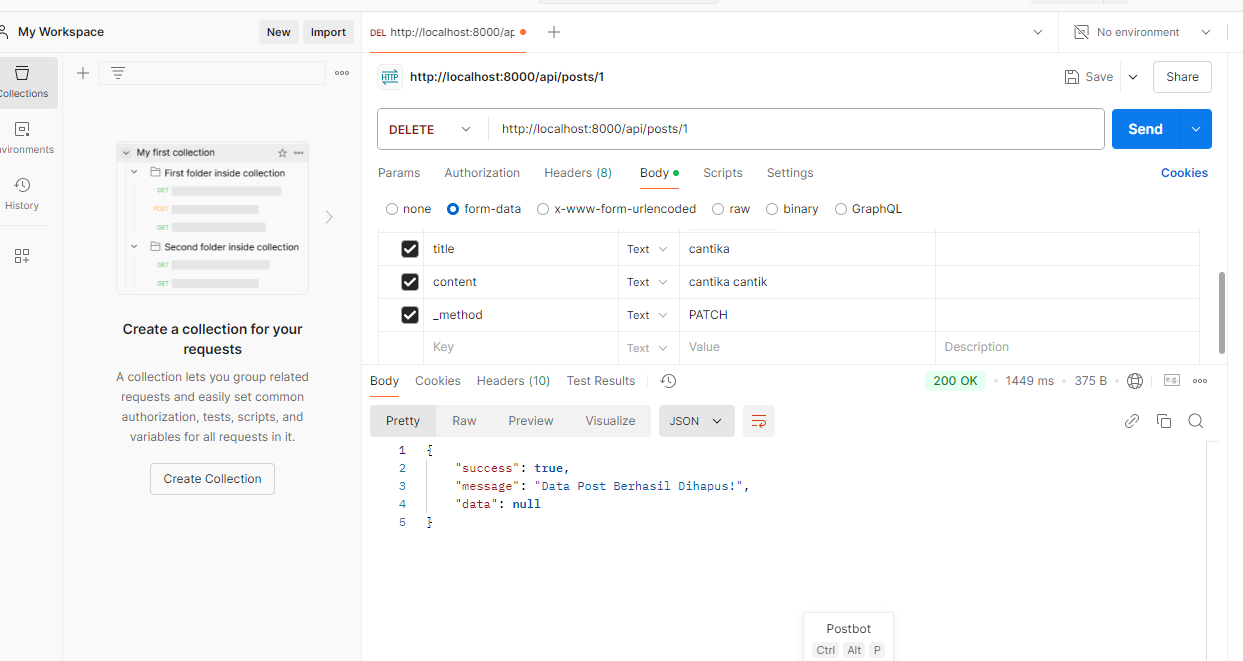 My Workspace
New
Import
DEL http://localhost:8000/ap
No environment
Collections
Environments
History
My first collection
First folder inside collection
GET
POST
GET
Second folder inside collection
GET
GET
Create a collection for your
requests
A collection lets you group related
requests and easily set common
authorization, tests, scripts, and
variables for all requests in it.
Create Collection
HTTP
http://localhost:8000/api/posts/1
Save
Share
DELETE
http://localhost:8000/api/posts/1
Send
Params
Authorization
Headers (8)
Body
Scripts
Settings
Cookies
none
form-data
x-www-form-urlencoded
raw
binary
GraphQL
title Text cantika
content Text cantika cantik
_method Text PATCH
Key Text Value Description
Body
Cookies
Headers (10)
Test Results
200 OK
1449 ms
375 B
e.g.
Pretty
Raw
Preview
Visualize
JSON
1 {
2 "success": true,
3 "message": "Data Post Berhasil Dihapus!",
4 "data": null
5 }
Postbot
Ctrl Alt P